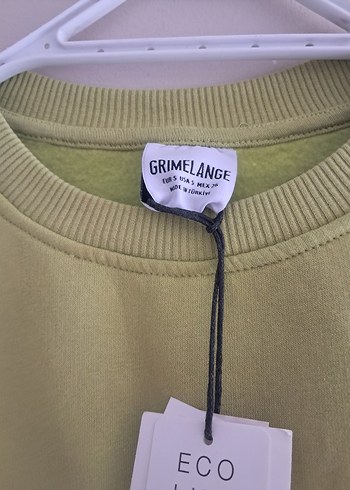 GRIMELANGE
EUR S USA S MEX 28
MADE IN TÜRKİYE
ECO